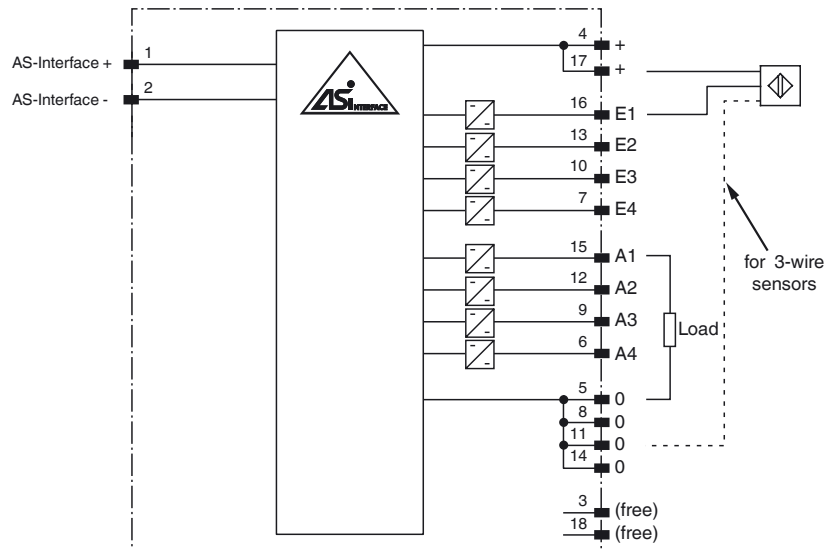 AS-Interface + 1
AS-Interface - 2
ASi INTERFACE
4 +
17 +
16 E1
13 E2
10 E3
7 E4
15 A1
12 A2
9 A3
6 A4
Load
for 3-wire
sensors
5 0
8 0
11 0
14 0
3 (free)
18 (free)